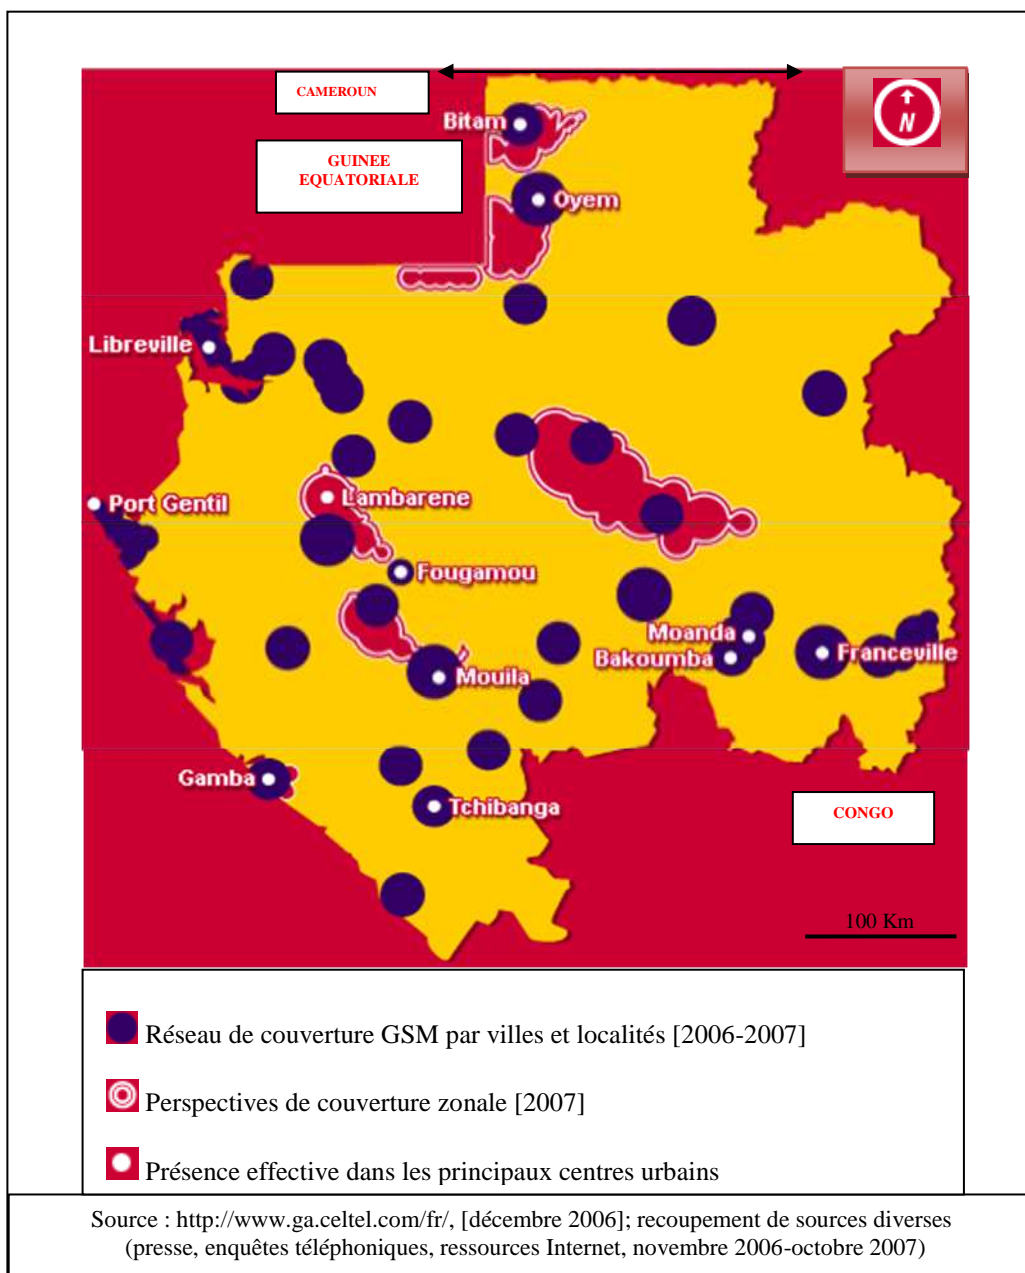 CAMEROUN
N
Bitam
GUINEE
EQUATORIALE
Oyem
Libreville
Port Gentil
Lambarene
Fougamou
Moanda
Bakoumba
Franceville
Mouila
Gamba
Tchibanga
CONGO
100 Km
Réseau de couverture GSM par villes et localités [2006-2007]
Perspectives de couverture zonale [2007]
Présence effective dans les principaux centres urbains
Source : http://www.ga.celtel.com/fr/, [décembre 2006]; recoupement de sources diverses
(presse, enquêtes téléphoniques, ressources Internet, novembre 2006-octobre 2007)